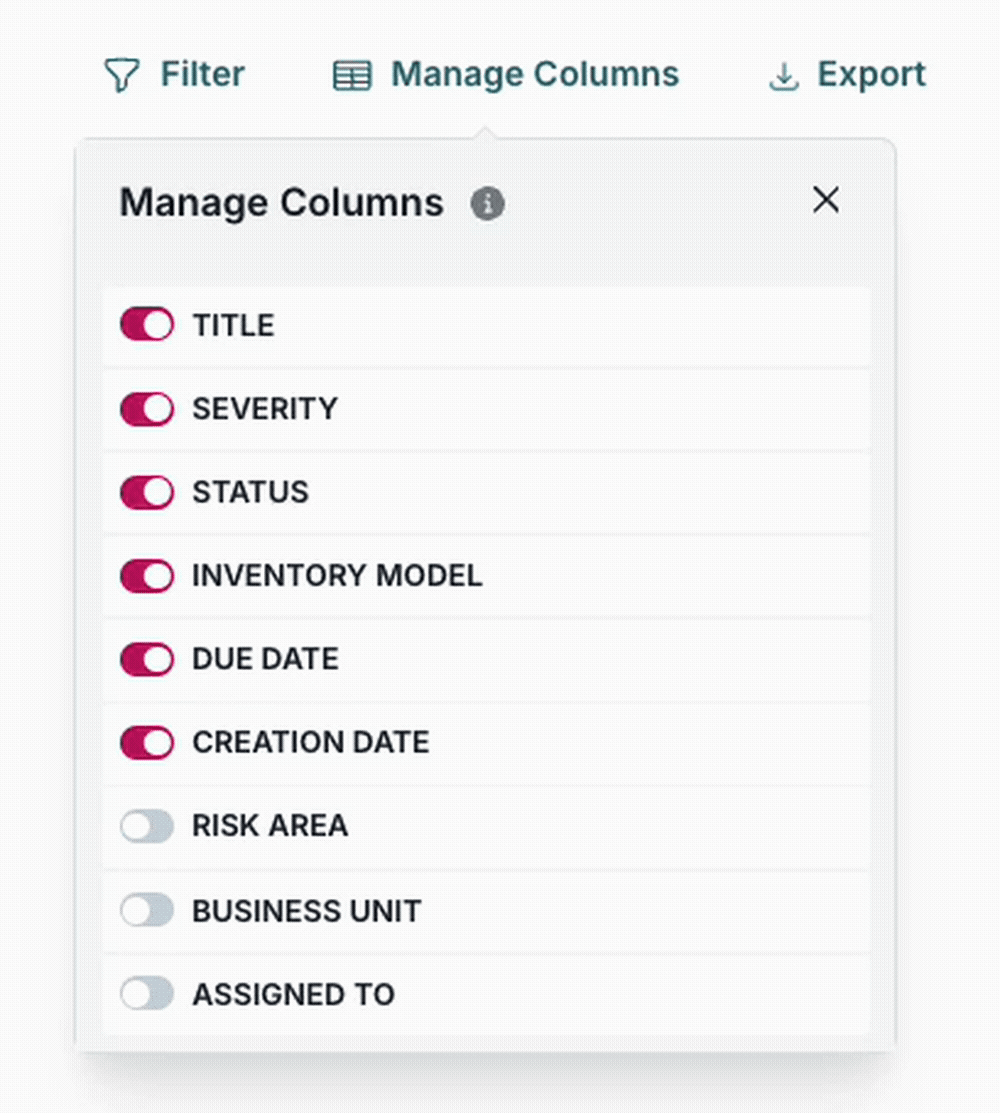 Filter Manage Columns Export
Manage Columns
TITLE
SEVERITY
STATUS
INVENTORY MODEL
DUE DATE
CREATION DATE
RISK AREA
BUSINESS UNIT
ASSIGNED TO